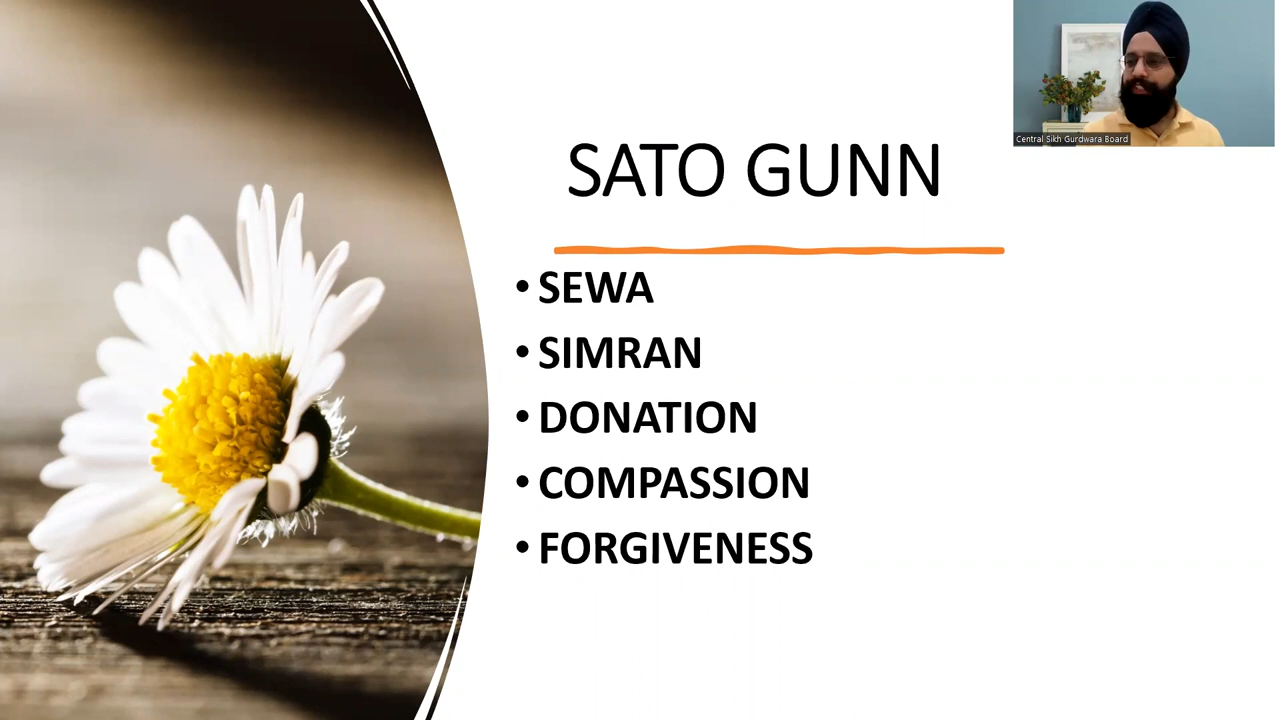 Central Sikh Gurdwara Board
SATO GUNN
• SEWA
• SIMRAN
• DONATION
• COMPASSION
• FORGIVENESS